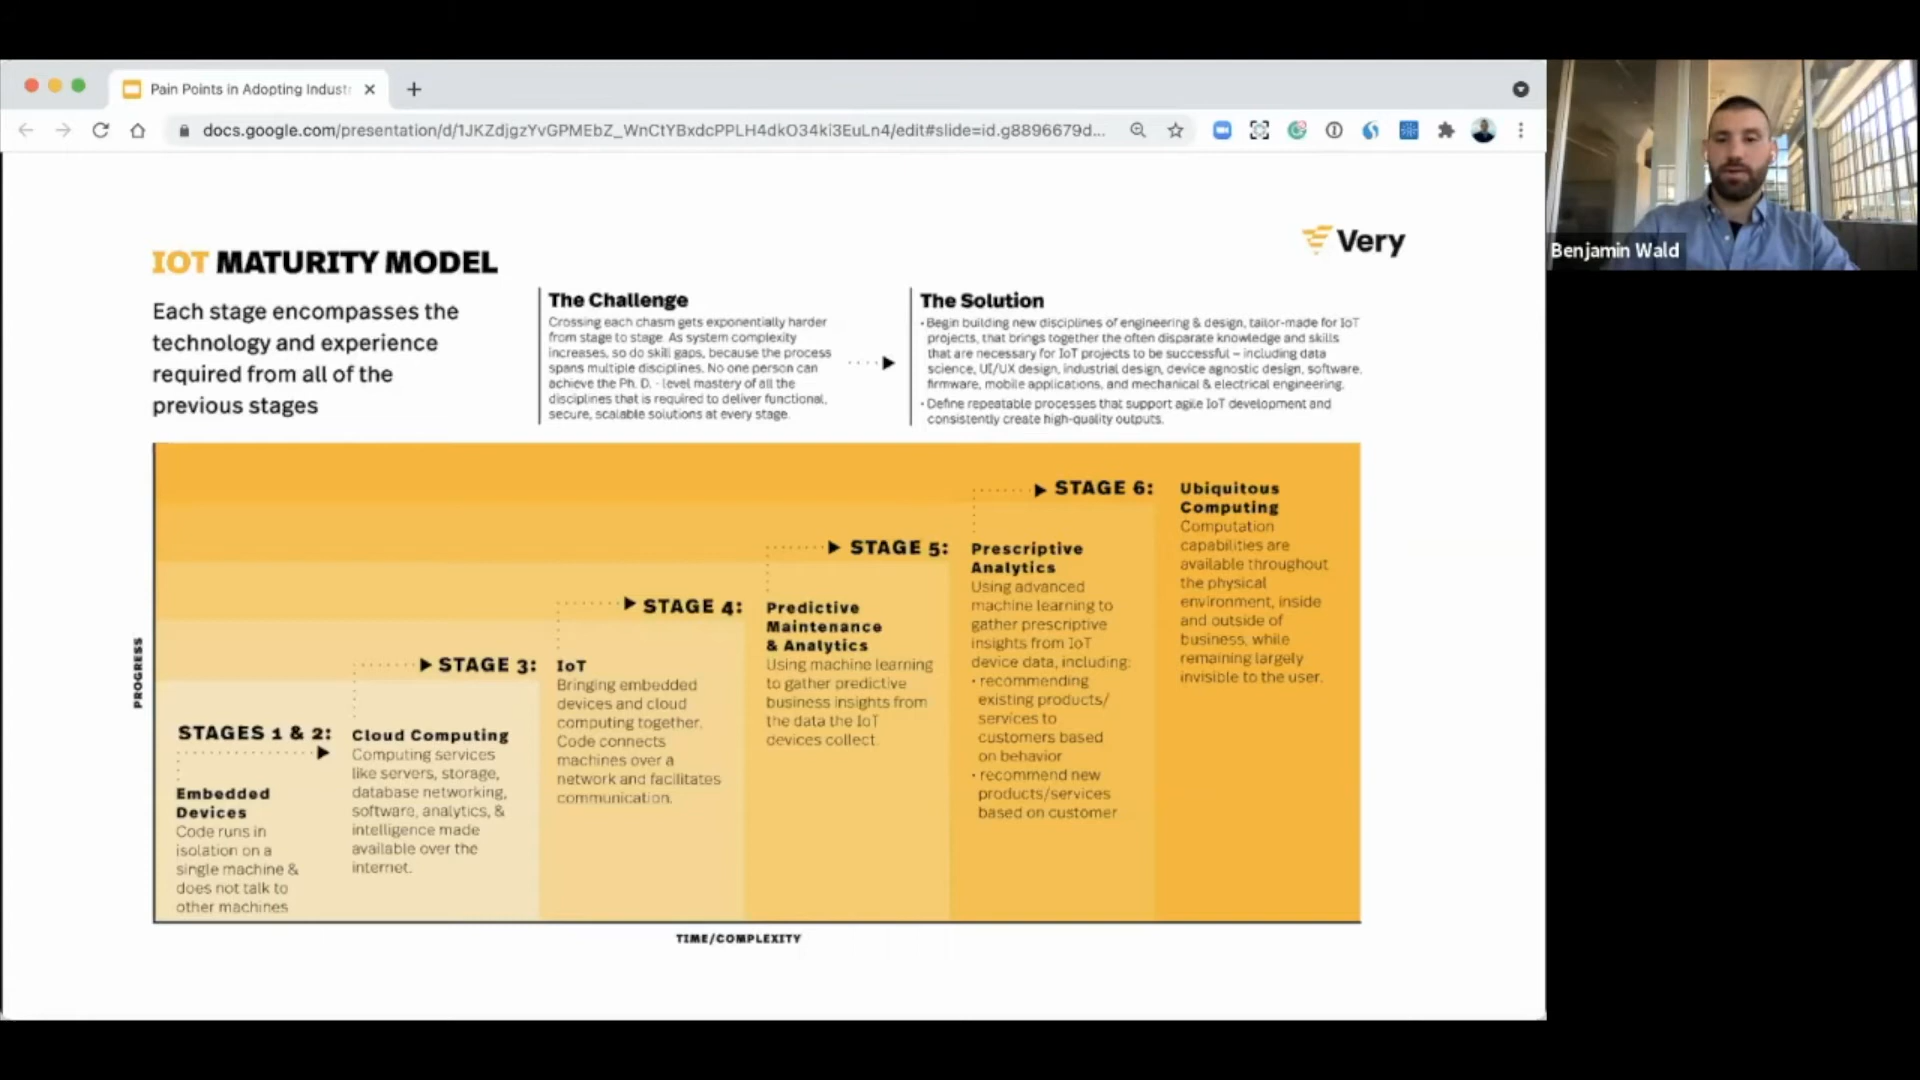 Pain Points in Adopting Indust
docs.google.com/presentation/d/1JKZdjgzYvGPMEbZ_WnCtYBxdcPPLH4dkO34ki3EuLn4/edit#slide=id.g8896679d...
Benjamin Wald
Very
IOT MATURITY MODEL
Each stage encompasses the
technology and experience
required from all of the
previous stages
The Challenge
Crossing each chasm gets exponentially harder
from stage to stage. As system complexity
increases, so do skill gaps, because the process
spans multiple disciplines. No one person can
achieve the Ph. D. - level mastery of all the
disciplines that is required to deliver functional,
secure, scalable solutions at every stage.
The Solution
• Begin building new disciplines of engineering & design, tailor-made for IoT
projects, that brings together the often disparate knowledge and skills
that are necessary for IoT projects to be successful – including data
science, UI/UX design, industrial design, device agnostic design, software,
firmware, mobile applications, and mechanical & electrical engineering.
• Define repeatable processes that support agile IoT development and
consistently create high-quality outputs.
PROGRESS
STAGES 1 & 2:
Embedded
Devices
Code runs in
isolation on a
single machine &
does not talk to
other machines
Cloud Computing
Computing services
like servers, storage,
database networking,
software, analytics, &
intelligence made
available over the
internet.
STAGE 3:
IoT
Bringing embedded
devices and cloud
computing together.
Code connects
machines over a
network and facilitates
communication.
STAGE 4:
Predictive
Maintenance
& Analytics
Using machine learning
to gather predictive
business insights from
the data the IoT
devices collect.
STAGE 5:
Prescriptive
Analytics
Using advanced
machine learning to
gather prescriptive
insights from IoT
device data, including:
• recommending
existing products/
services to
customers based
on behavior
• recommend new
products/services
based on customer
STAGE 6:
Ubiquitous
Computing
Computation
capabilities are
available throughout
the physical
environment, inside
and outside of
business, while
remaining largely
invisible to the user.
TIME/COMPLEXITY